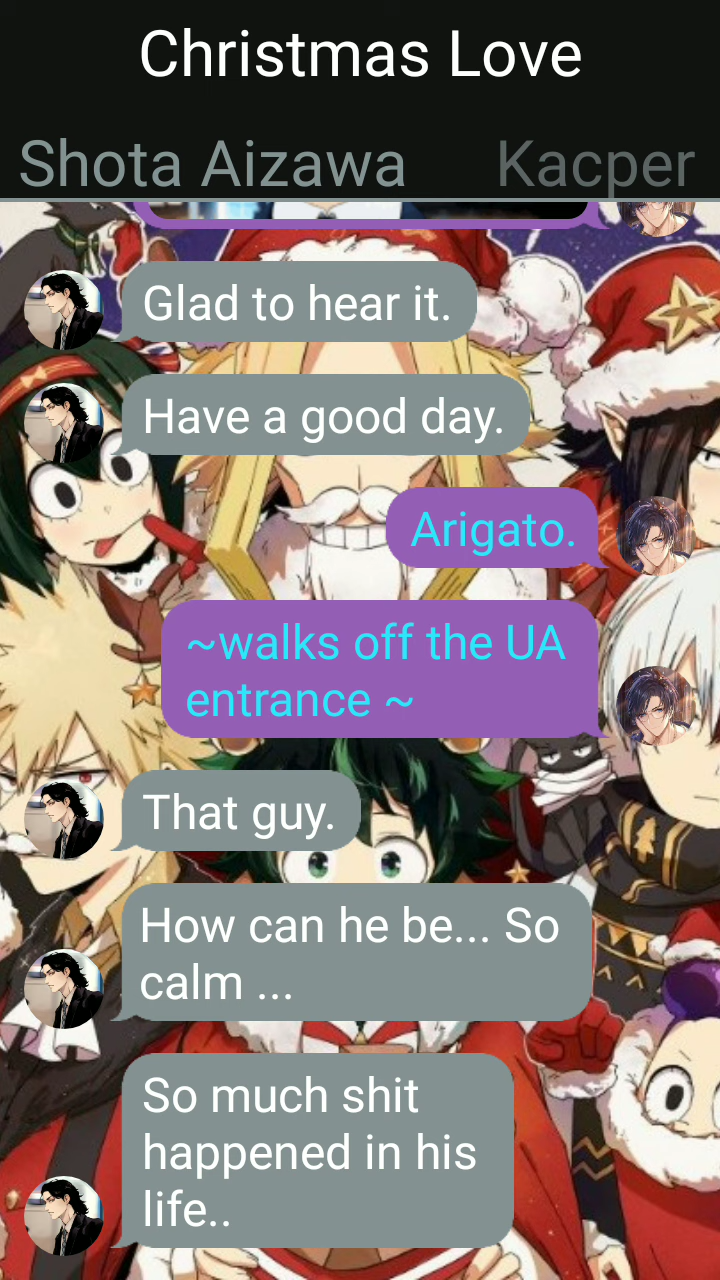 Christmas Love
Shota Aizawa Kacper
Glad to hear it.
Have a good day.
Arigato.
~walks off the UA
entrance ~
That guy.
How can he be... So
calm ...
So much shit
happened in his
life..